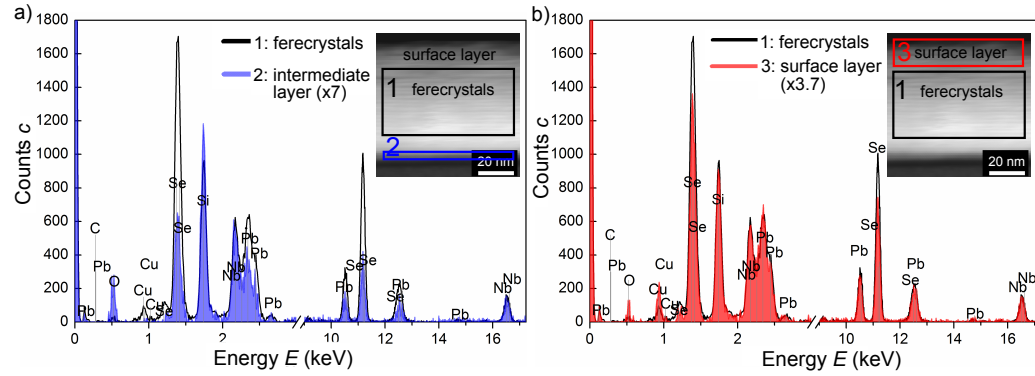 a)
1: ferecrystals
2: intermediate
layer (x7)
surface layer
1
ferecrystals
2
20 nm
Counts c
1800
1600
1400
1200
1000
800
600
400
200
0
C
Pb
Pb
O
Cu
Cu
Cu
Se
Se
Se
Si
Nb
Nb
Pb
Pb
Pb
Pb
Se
Se
Pb
Se
Pb
Nb
Nb
0
1
2
10
12
14
16
Energy E (keV)
b)
1: ferecrystals
3: surface layer
(x3.7)
3
surface layer
1
ferecrystals
20 nm
Counts c
1800
1600
1400
1200
1000
800
600
400
200
0
C
Pb
Pb
O
Cu
Cu
Cu
Se
Se
Se
Si
Nb
Nb
Pb
Pb
Pb
Pb
Se
Se
Pb
Se
Pb
Nb
Nb
0
1
2
10
12
14
16
Energy E (keV)